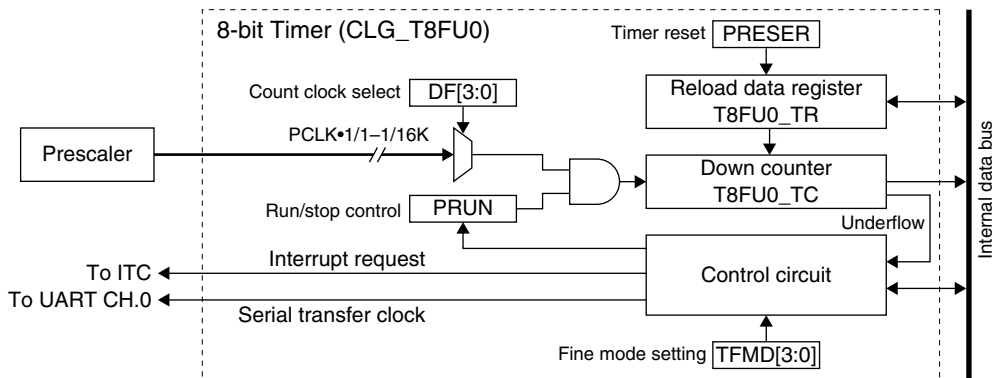 8-bit Timer (CLG_T8FU0)
Timer reset
PRESER
Count clock select
DF[3:0]
Reload data register
T8FU0_TR
PCLK•1/1–1/16K
Prescaler
Down counter
T8FU0_TC
Run/stop control
PRUN
Underflow
Internal data bus
Interrupt request
Control circuit
To ITC
To UART CH.0
Serial transfer clock
Fine mode setting
TFMD[3:0]